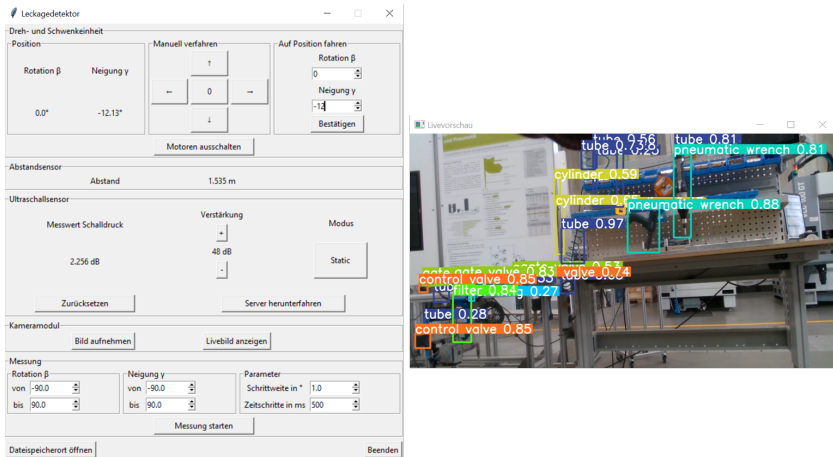 Leckagedetektor
Dreh- und Schwenkeinheit
Position
Manuell verfahren
Auf Position fahren
Rotation β
Neigung γ
0.0°
-12.13°
↑
← 0 →
↓
Rotation β
0
Neigung γ
-12
Bestätigen
Motoren ausschalten
Abstandsensor
Abstand 1.535 m
Ultraschallsensor
Messwert Schalldruck
2.256 dB
Verstärkung
+
48 dB
-
Modus
Static
Zurücksetzen
Server herunterfahren
Kameramodul
Bild aufnehmen
Livebild anzeigen
Messung
Rotation β
von -90.0
bis 90.0
Neigung γ
von -90.0
bis 90.0
Parameter
Schrittweite in ° 1.0
Zeitschritte in ms 500
Messung starten
Dateispeicherort öffnen
Beenden
Livevorschau
tube 0.56
tube 0.81
tube 0.73
pneumatic wrench 0.81
cylinder 0.59
cylinder 0.65
pneumatic wrench 0.88
tube 0.97
gate valve 0.83
valve 0.74
control valve 0.85
filter 0.84
0.27
tube 0.28
control valve 0.85